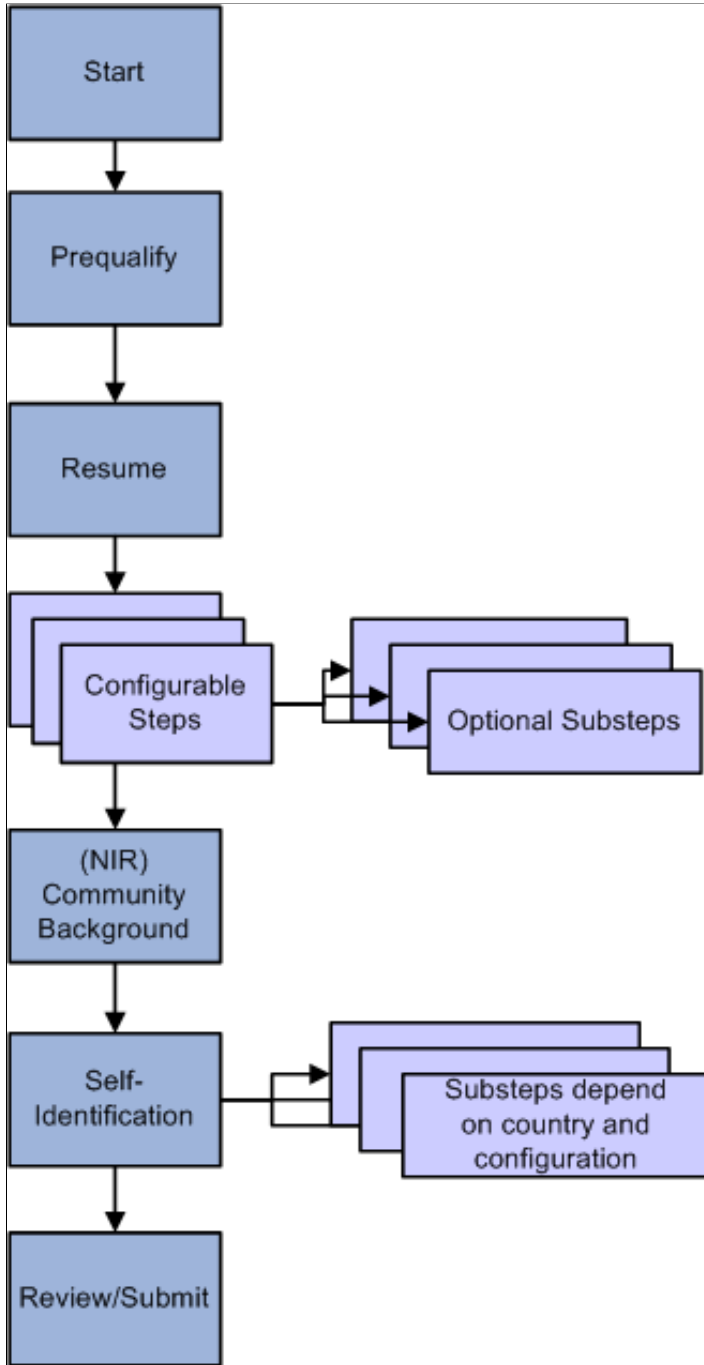 Start
Prequalify
Resume
Configurable
Steps
Optional Substeps
(NIR)
Community
Background
Self-
Identification
Substeps depend
on country and
configuration
Review/Submit